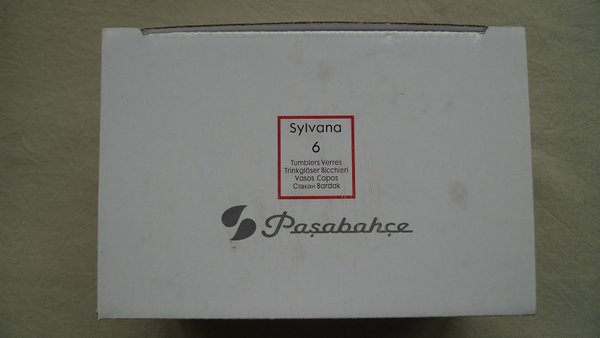 Sylvana
6
Tumblers Verres
Trinkgläser Bicchieri
Vasos Copos
Стакан Bardak
Paşabahçe